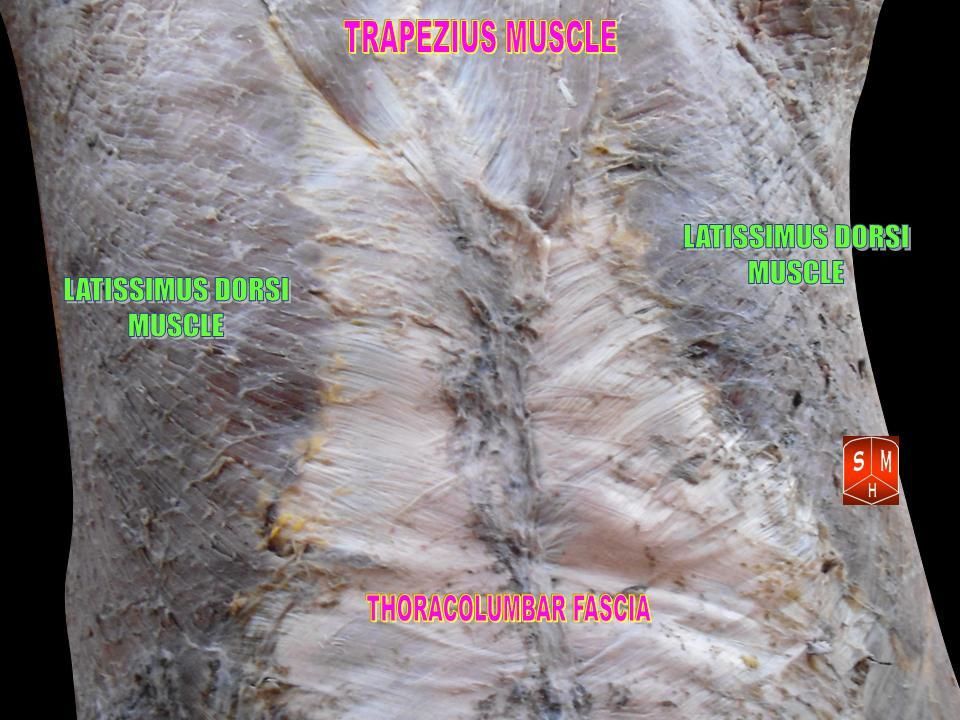 TRAPEZIUS MUSCLE
LATISSIMUS DORSI
MUSCLE
LATISSIMUS DORSI
MUSCLE
S M
H
THORACOLUMBAR FASCIA